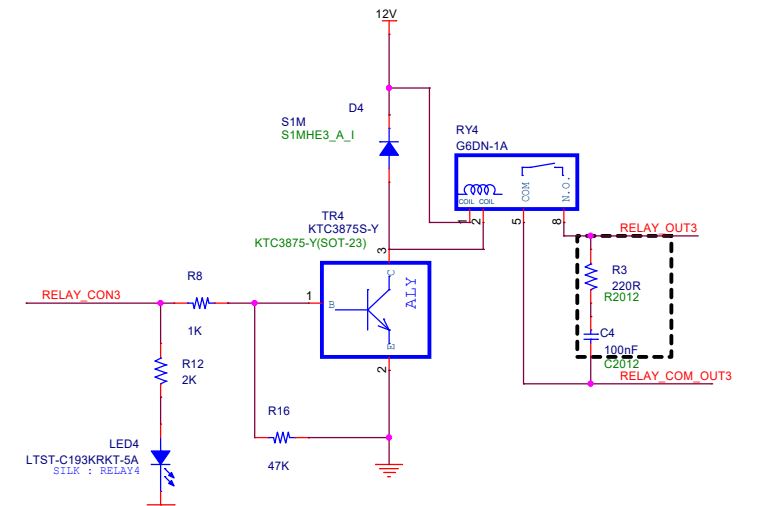 12V
D4
S1M
S1MHE3_A_I
RY4
G6DN-1A
COIL COIL
COM
N.O.
1
2
5
8
TR4
KTC3875S-Y
KTC3875-Y(SOT-23)
3
RELAY_OUT3
R3
220R
R2012
C
ALY
B
E
1
2
R8
RELAY_CON3
1K
C4
100nF
C2012
RELAY_COM_OUT3
R12
2K
R16
47K
LED4
LTST-C193KRKT-5A
SILK : RELAY4